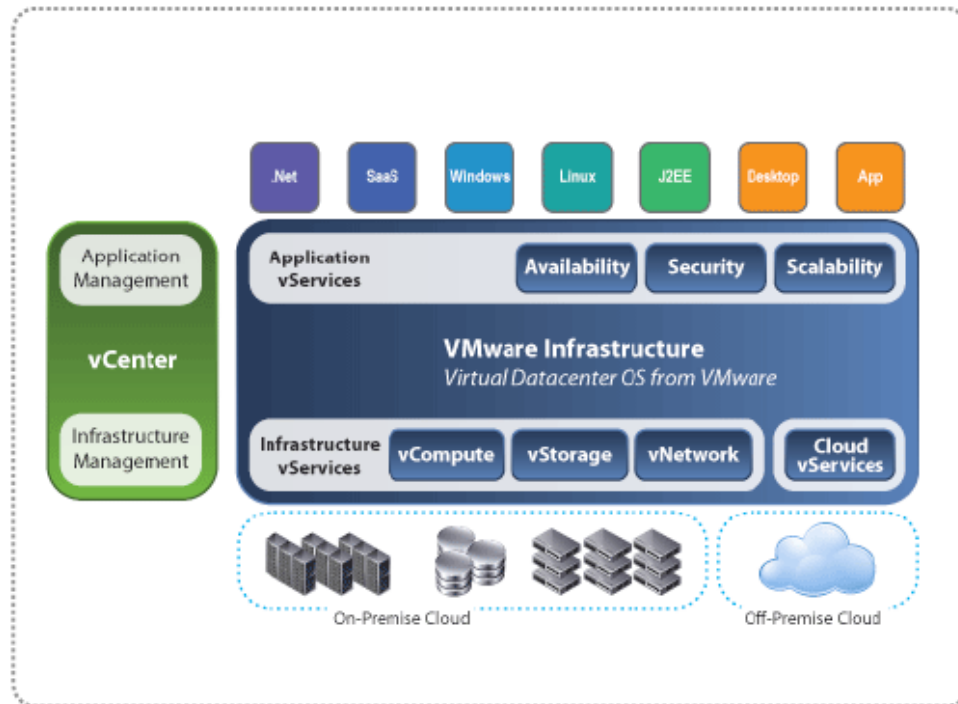 .Net
SaaS
Windows
Linux
J2EE
Desktop
App
Application
Management
vCenter
Infrastructure
Management
Application
vServices
Availability
Security
Scalability
VMware Infrastructure
Virtual Datacenter OS from VMware
Infrastructure
vServices
vCompute
vStorage
vNetwork
Cloud
vServices
On-Premise Cloud
Off-Premise Cloud